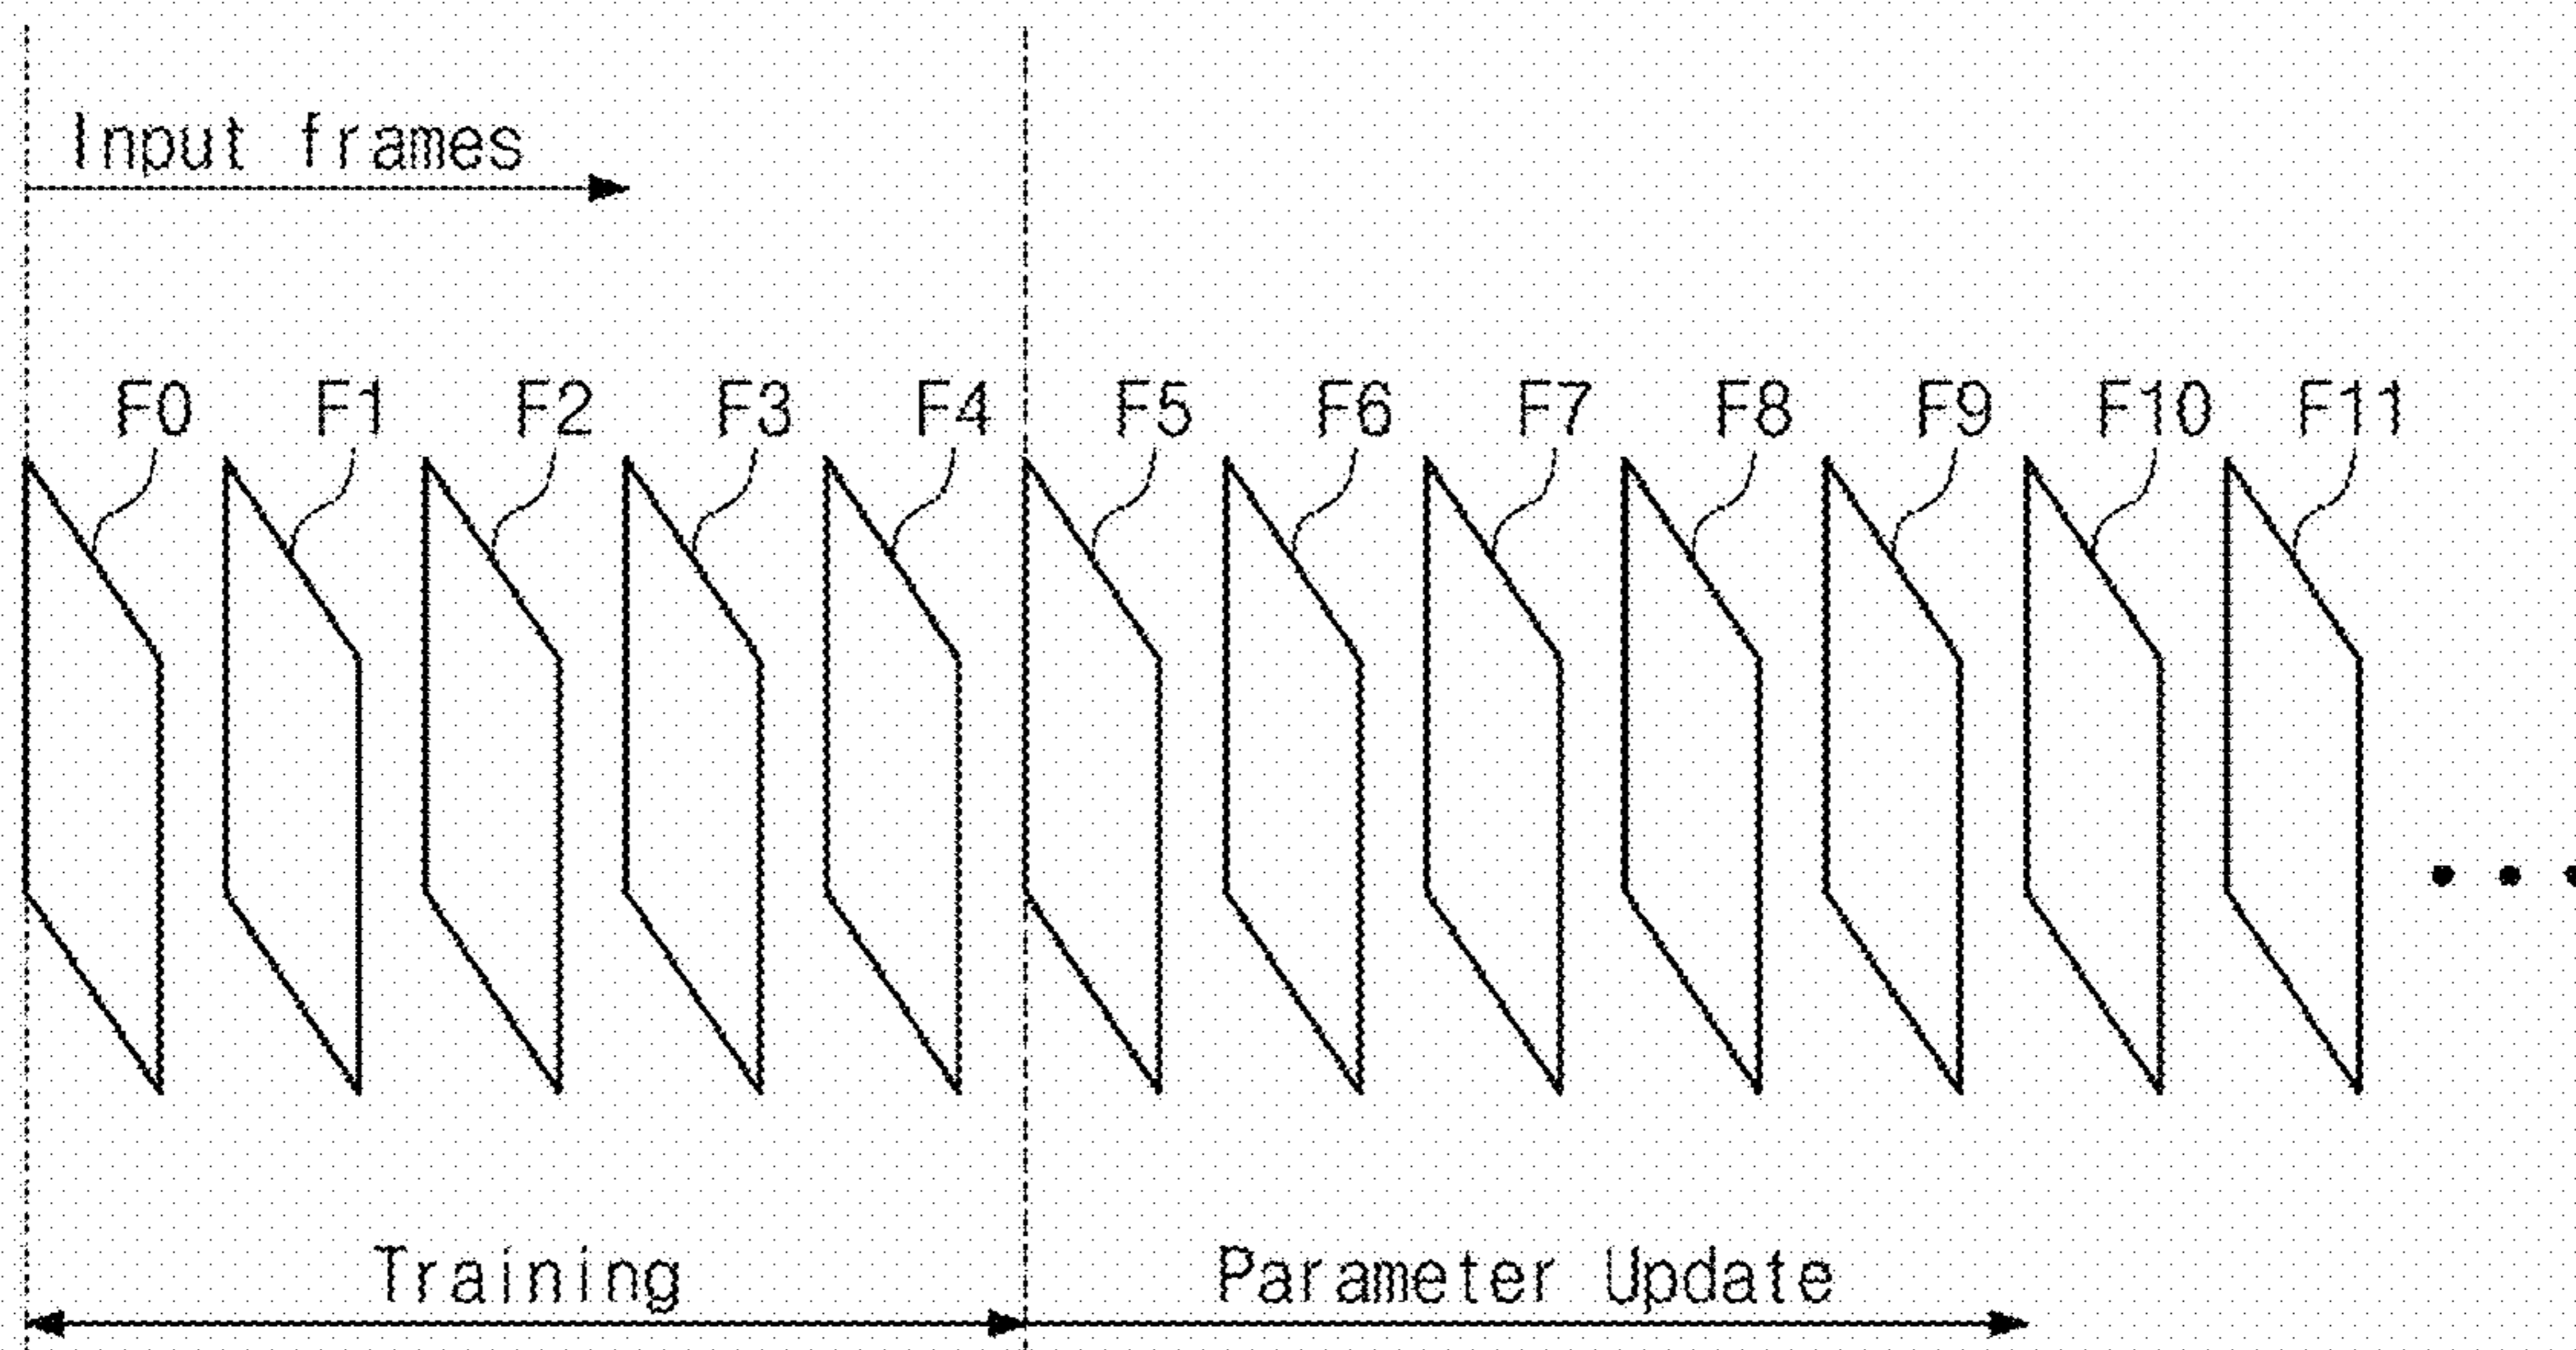 Input frames
F0 F1 F2 F3 F4 F5 F6 F7 F8 F9 F10 F11
Training Parameter Update